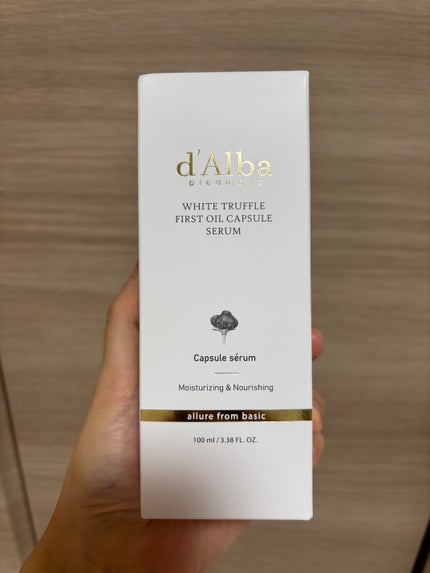 d'Alba
piedmont
WHITE TRUFFLE
FIRST OIL CAPSULE
SERUM
Capsule sérum
Moisturizing & Nourishing
allure from basic
100 ml / 3.38 FL. OZ.